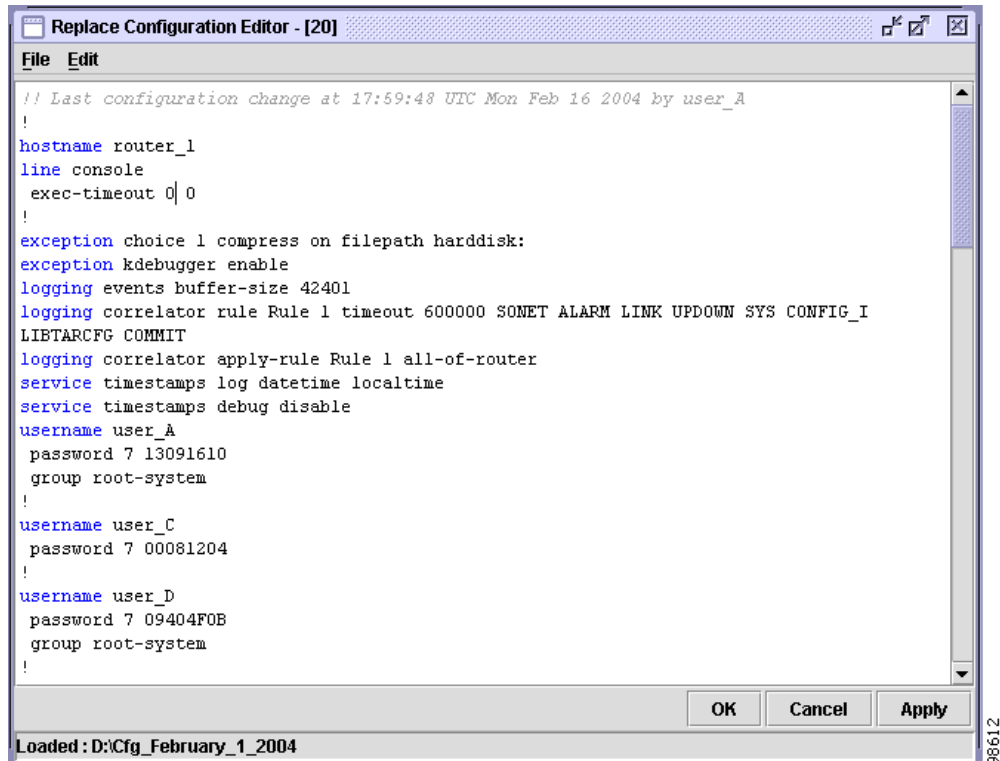 Replace Configuration Editor - [20]
File Edit
!! Last configuration change at 17:59:48 UTC Mon Feb 16 2004 by user_A
!
hostname router_1
line console
 exec-timeout 0 0
!
exception choice 1 compress on filepath harddisk:
exception kdebugger enable
logging events buffer-size 42401
logging correlator rule Rule 1 timeout 600000 SONET ALARM LINK UPDOWN SYS CONFIG_I
LIBTARCFG COMMIT
logging correlator apply-rule Rule 1 all-of-router
service timestamps log datetime localtime
service timestamps debug disable
username user_A
 password 7 13091610
 group root-system
!
username user_C
 password 7 00081204
!
username user_D
 password 7 09404F0B
 group root-system
!
OK Cancel Apply
Loaded : D:\Cfg_February_1_2004
98612